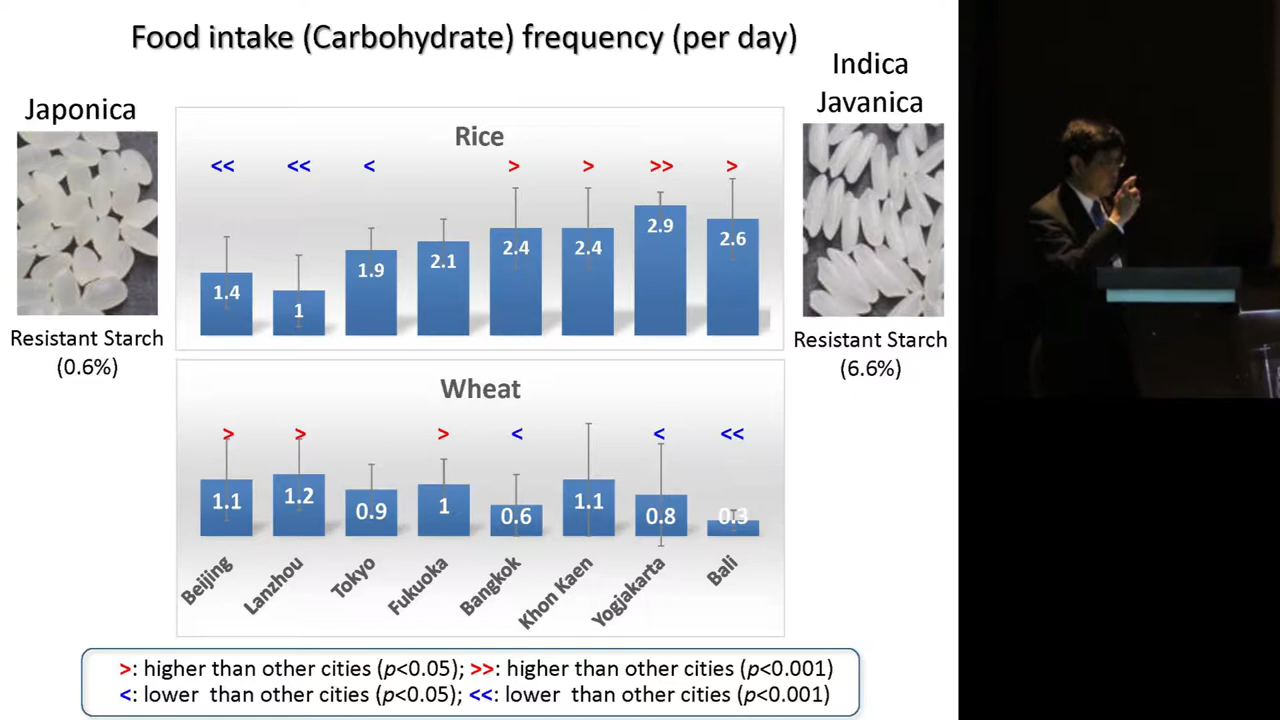 Food intake (Carbohydrate) frequency (per day)
Japonica
Resistant Starch
(0.6%)
Indica
Javanica
Resistant Starch
(6.6%)
Rice
<< << < > > >> >
1.4 1 1.9 2.1 2.4 2.4 2.9 2.6
Wheat
> > > < < <<
1.1 1.2 0.9 1 0.6 1.1 0.8 0.3
Beijing Lanzhou Tokyo Fukuoka Bangkok Khon Kaen Yogjakarta Bali
>: higher than other cities (p<0.05); >>: higher than other cities (p<0.001)
<: lower than other cities (p<0.05); <<: lower than other cities (p<0.001)